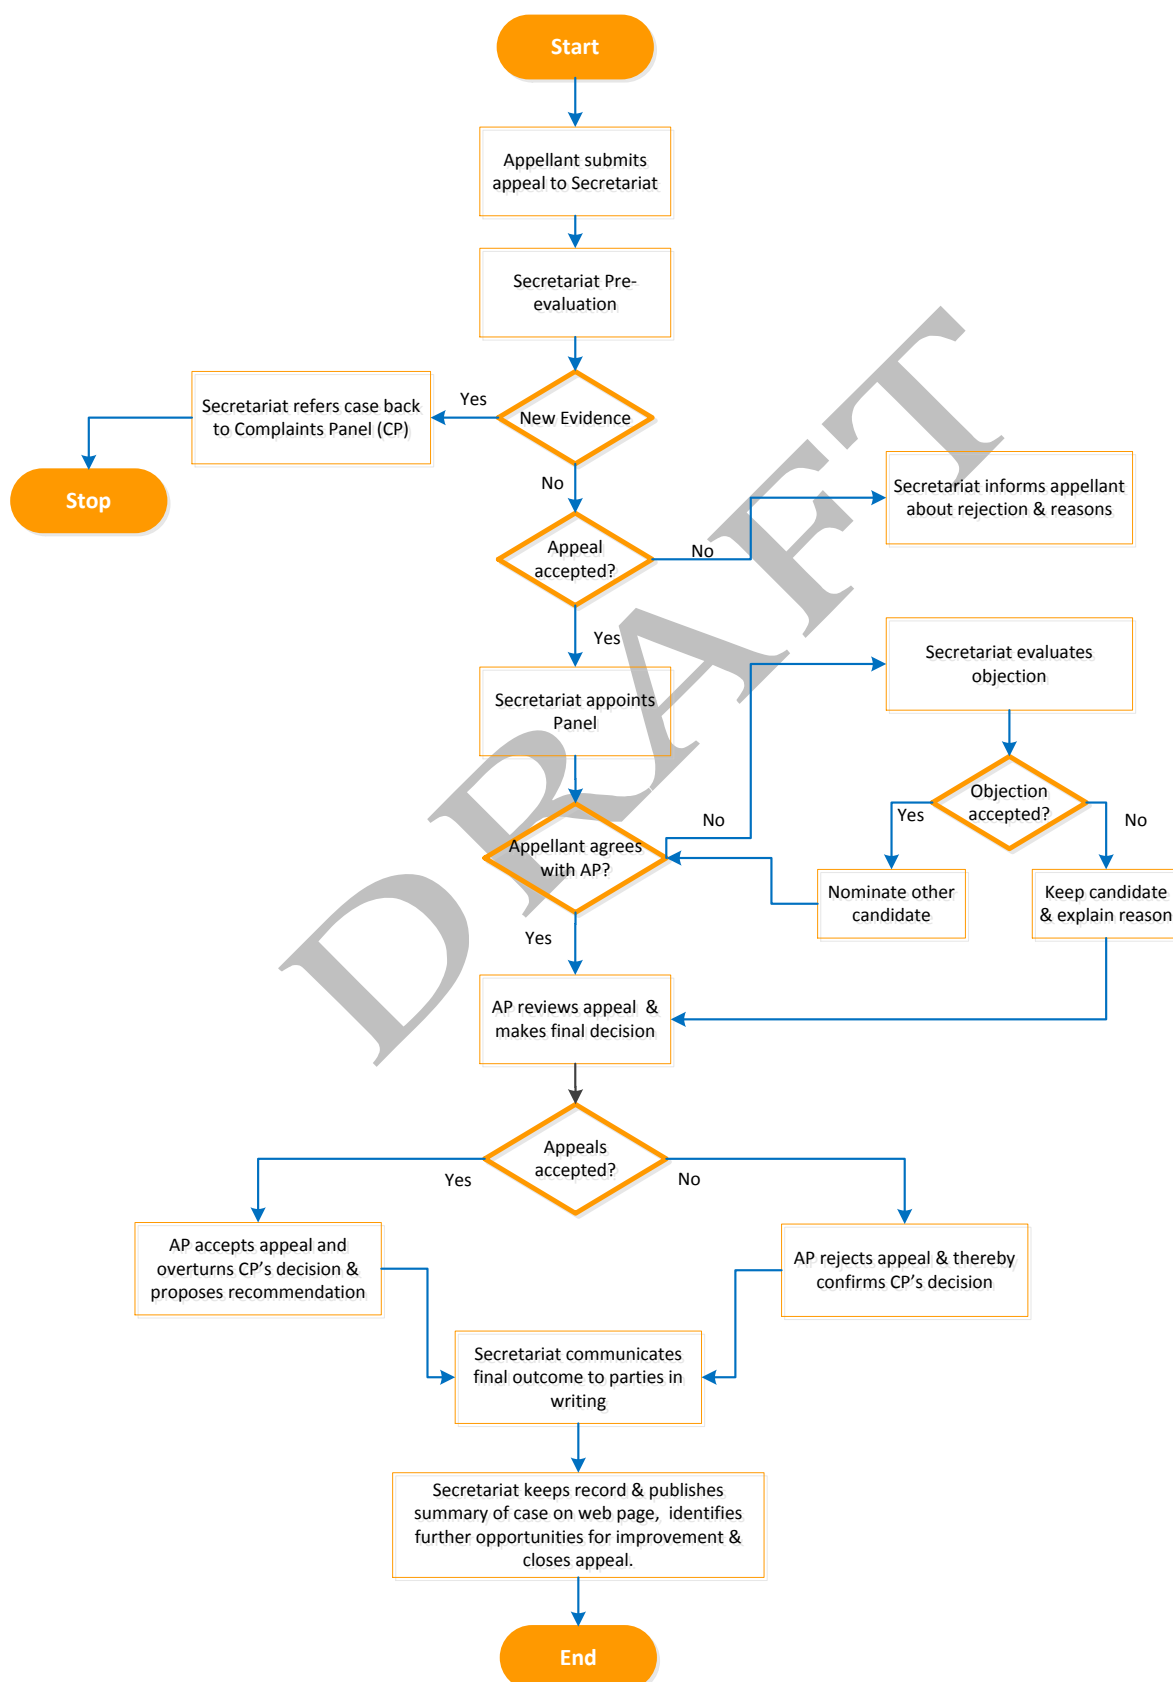 Start
Appellant submits
appeal to Secretariat
Secretariat Pre-
evaluation
New Evidence
Yes
Secretariat refers case back
to Complaints Panel (CP)
Stop
No
Appeal
accepted?
No
Secretariat informs appellant
about rejection & reasons
Yes
Secretariat appoints
Panel
Secretariat evaluates
objection
Objection
accepted?
Yes
No
Nominate other
candidate
Keep candidate
& explain reason
Appellant agrees
with AP?
No
Yes
AP reviews appeal & 
makes final decision
Appeals
accepted?
Yes
No
AP accepts appeal and
overturns CP’s decision &
proposes recommendation
AP rejects appeal & thereby
confirms CP’s decision
Secretariat communicates
final outcome to parties in
writing
Secretariat keeps record & publishes
summary of case on web page, identifies
further opportunities for improvement &
closes appeal.
End
DRAFT